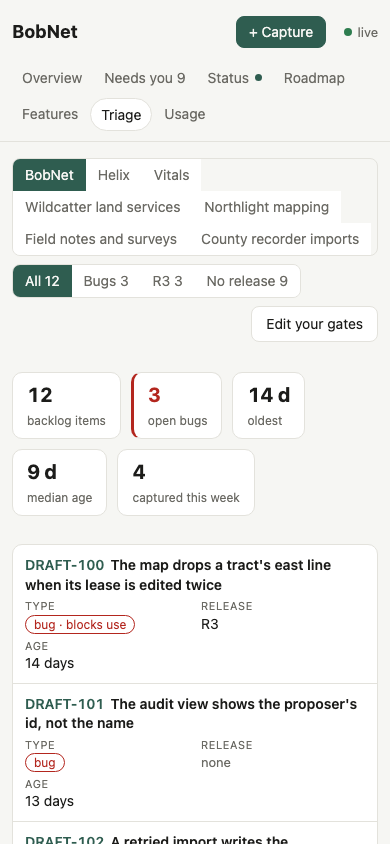 BobNet
+ Capture
live
Overview
Needs you 9
Status
Roadmap
Features
Triage
Usage
BobNet
Helix
Vitals
Wildcatter land services
Northlight mapping
Field notes and surveys
County recorder imports
All 12
Bugs 3
R3 3
No release 9
Edit your gates
12
backlog items
3
open bugs
14 d
oldest
9 d
median age
4
captured this week
DRAFT-100 The map drops a tract's east line
when its lease is edited twice
TYPE
RELEASE
bug · blocks use
R3
AGE
14 days
DRAFT-101 The audit view shows the proposer's
id, not the name
TYPE
RELEASE
bug
none
AGE
13 days
DRAFT-102 A retried import writes the